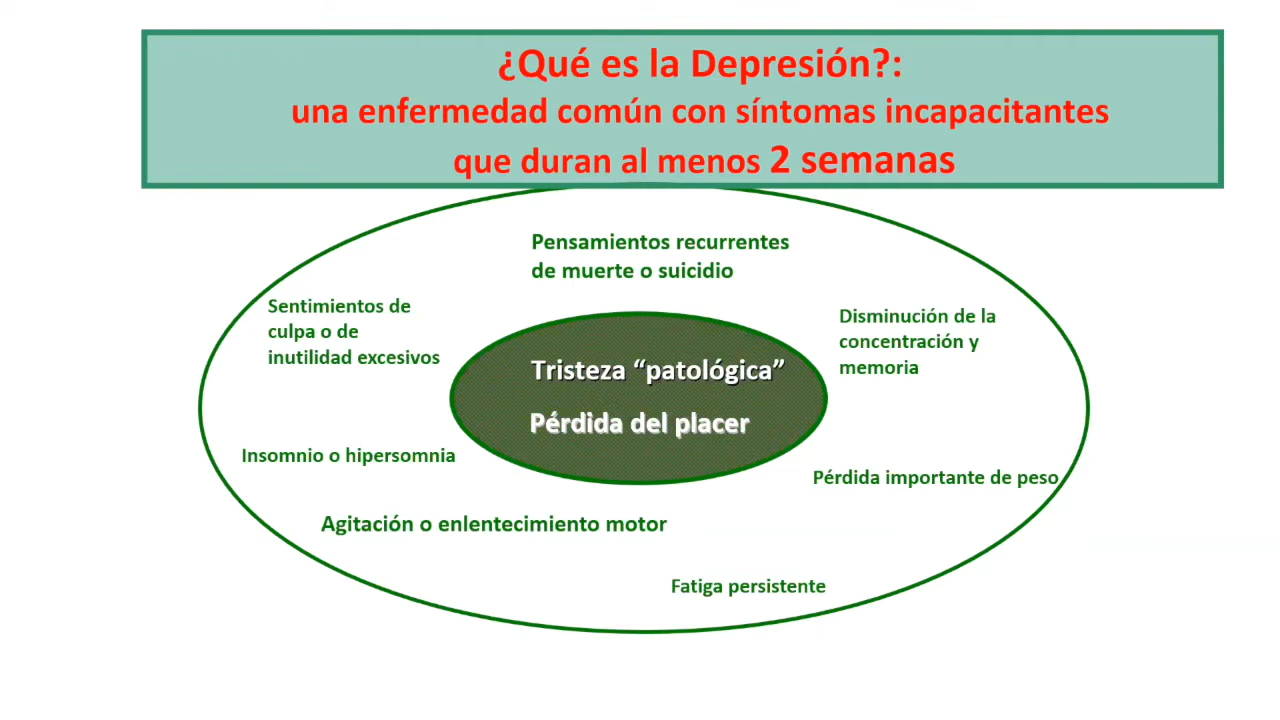 ¿Qué es la Depresión?:
una enfermedad común con síntomas incapacitantes
que duran al menos 2 semanas
Pensamientos recurrentes
de muerte o suicidio
Sentimientos de
culpa o de
inutilidad excesivos
Disminución de la
concentración y
memoria
Tristeza “patológica”
Pérdida del placer
Insomnio o hipersomnia
Pérdida importante de peso
Agitación o enlentecimiento motor
Fatiga persistente